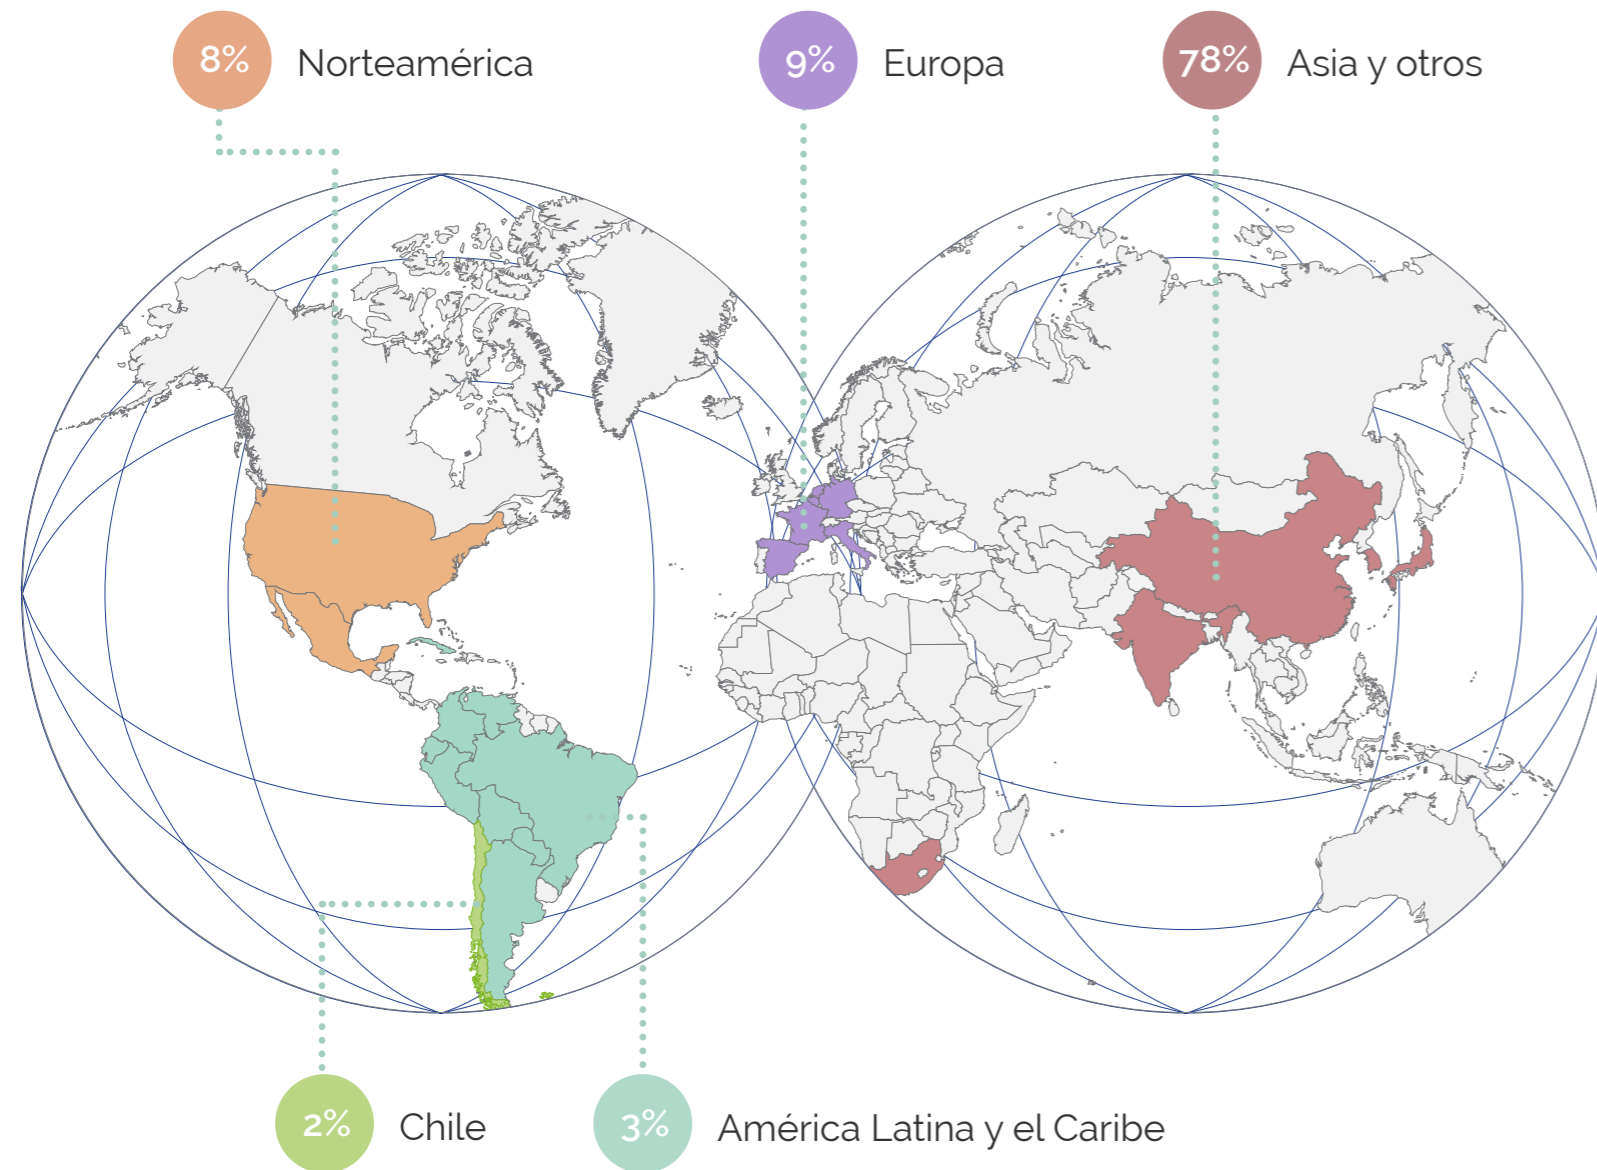 8% Norteamérica
9% Europa
78% Asia y otros
2% Chile
3% América Latina y el Caribe